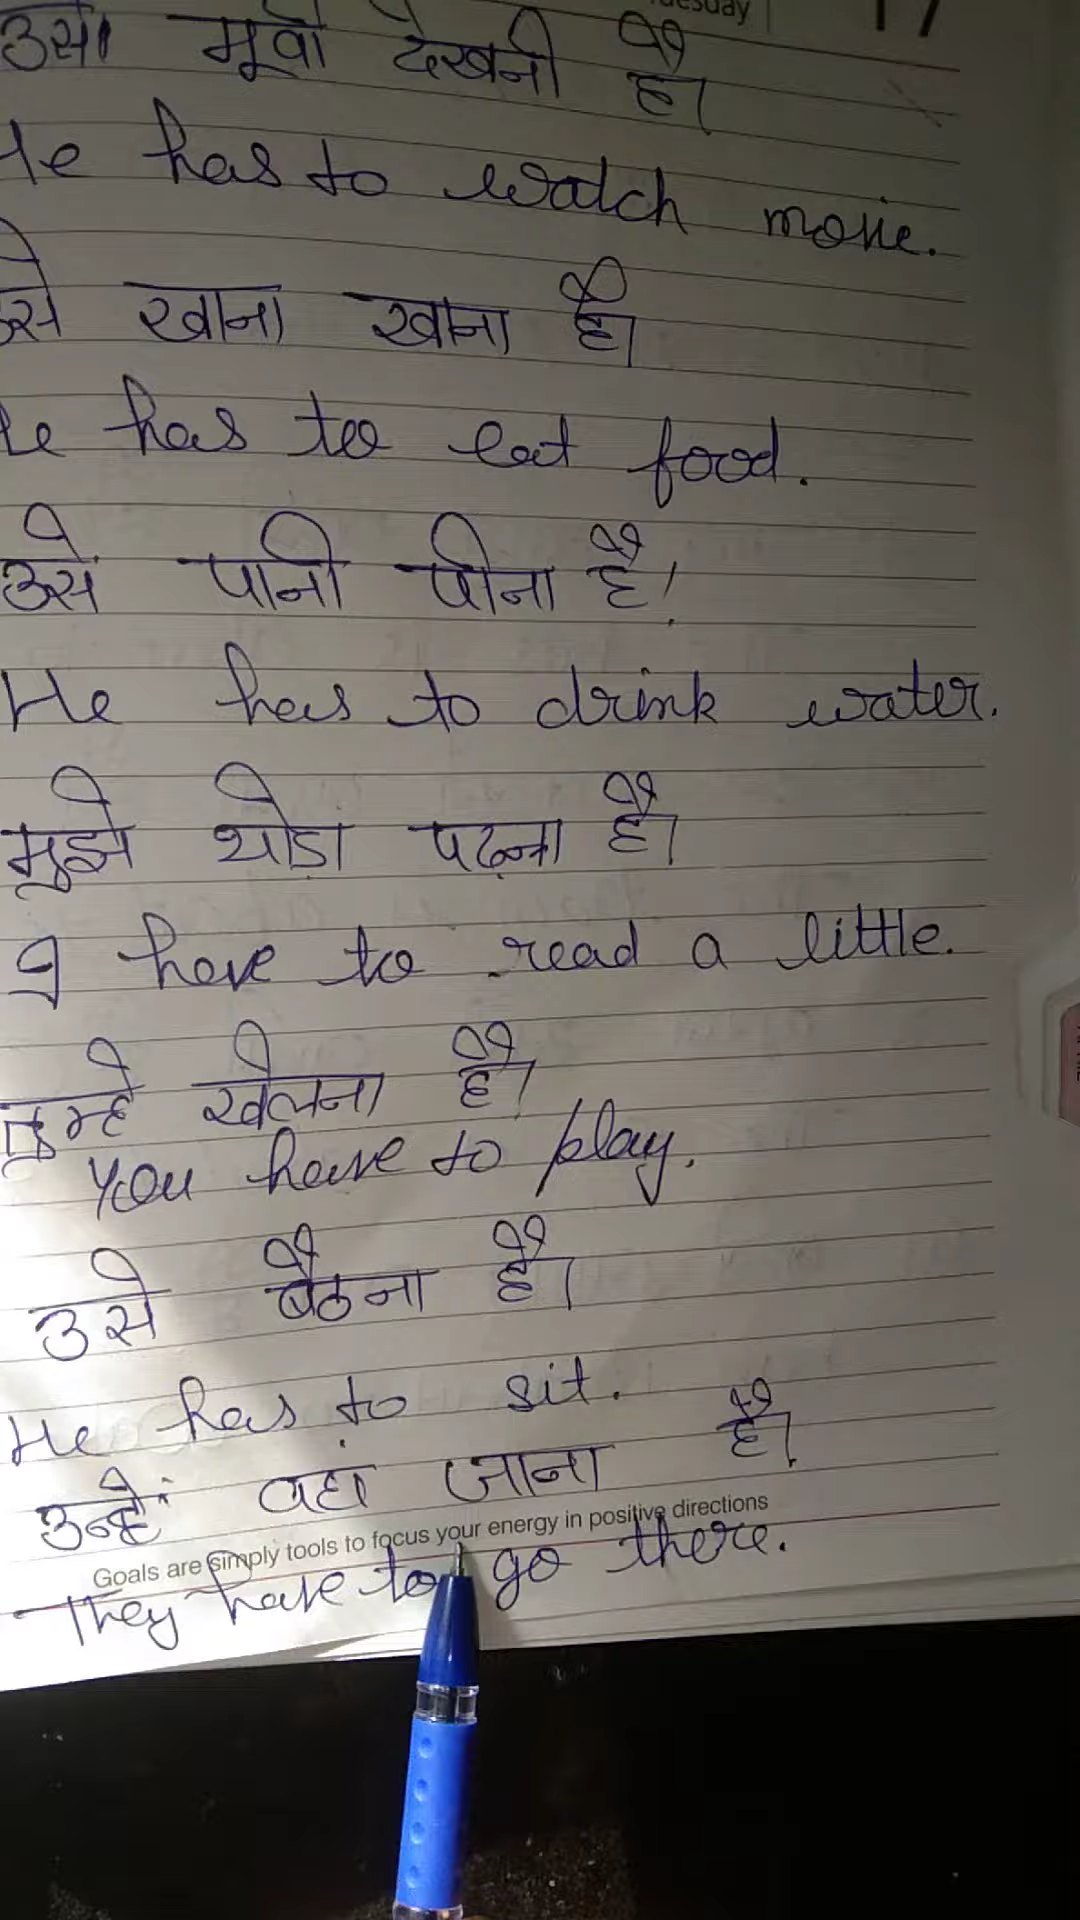 मूवी देखनी है।
He has to watch movie.
उसे खाना खाना है।
He has to eat food.
उसे पानी पीना है।
He has to drink water.
मुझे थोड़ा पढ़ना है।
I have to read a little.
तुम्हे खेलना है।
You have to play.
उसे बैठना है।
He has to sit.
उन्हें वहां जाना है।
Goals are simply tools to focus your energy in positive directions
They have to go there.